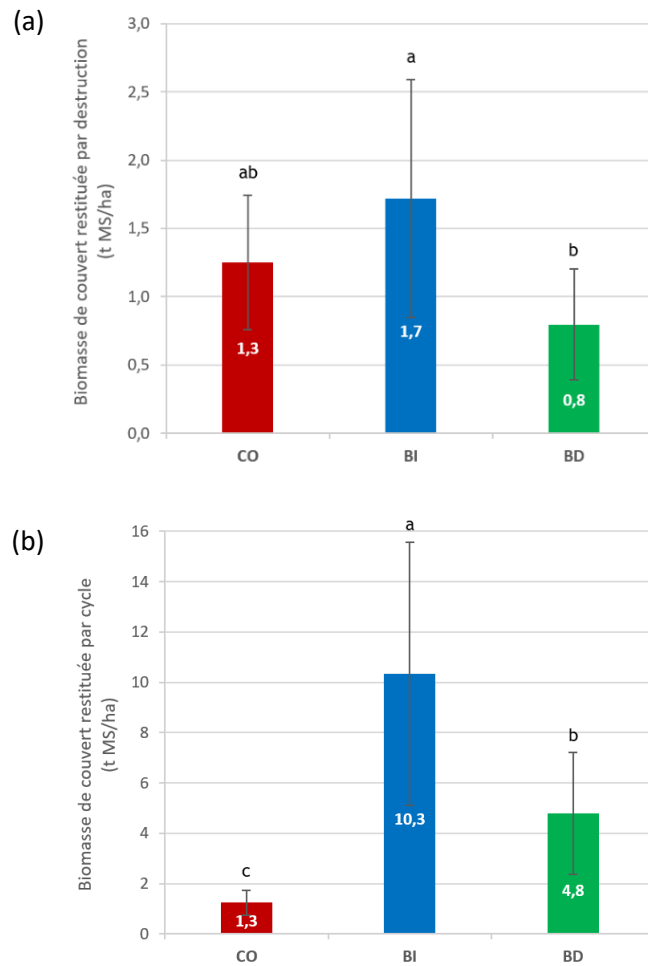 (a)
Biomasse de couvert restituée par destruction
(t MS/ha)
3,0
2,5
2,0
1,5
1,0
0,5
0,0
ab
a
b
1,3
1,7
0,8
CO
BI
BD
(b)
Biomasse de couvert restituée par cycle
(t MS/ha)
16
14
12
10
8
6
4
2
0
c
a
b
1,3
10,3
4,8
CO
BI
BD